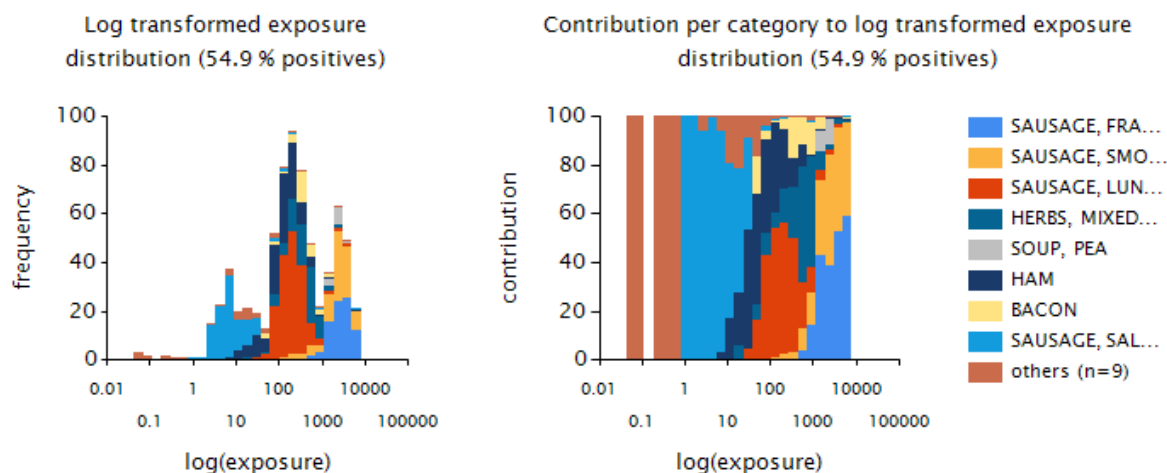 Log transformed exposure
distribution (54.9 % positives)
Contribution per category to log transformed exposure
distribution (54.9 % positives)
frequency
100
80
60
40
20
0
0.01
1
100
10000
0.1
10
1000
100000
log(exposure)
contribution
100
80
60
40
20
0
0.01
1
100
10000
0.1
10
1000
100000
log(exposure)
SAUSAGE, FRA...
SAUSAGE, SMO...
SAUSAGE, LUN...
HERBS, MIXED...
SOUP, PEA
HAM
BACON
SAUSAGE, SAL...
others (n=9)